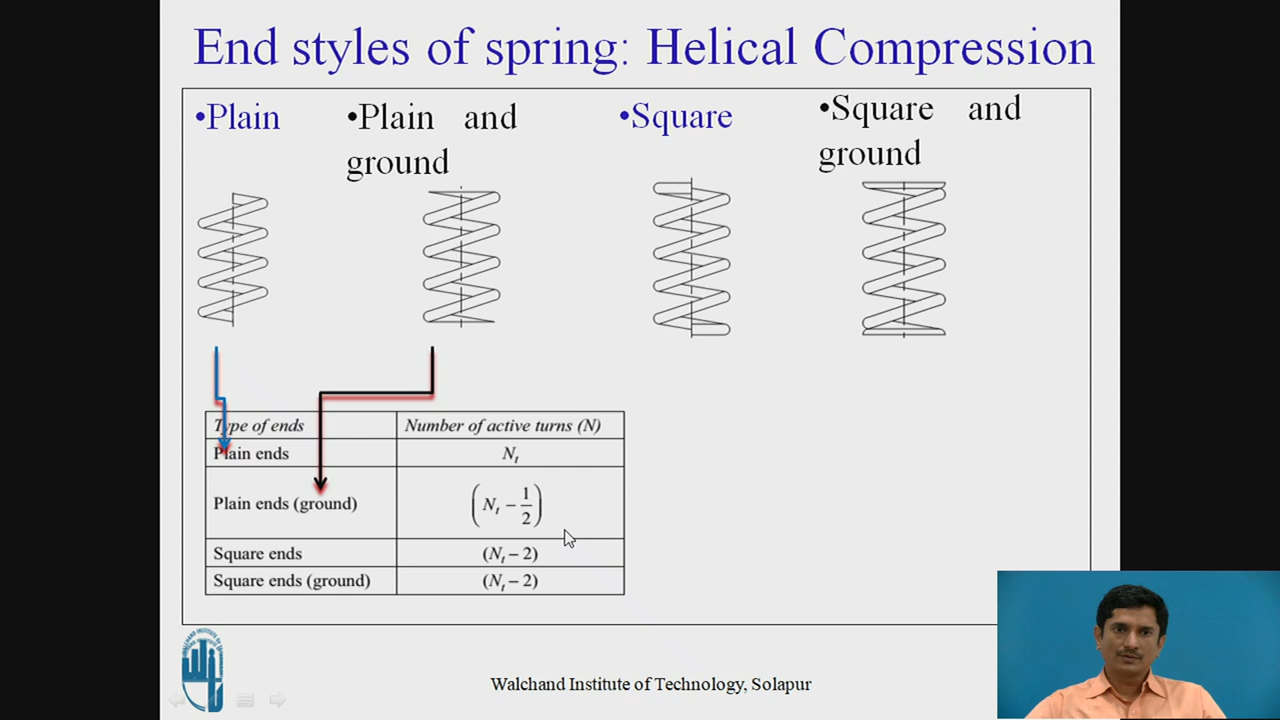 End styles of spring: Helical Compression
•Plain
•Plain and
ground
•Square
•Square and
ground
Type of ends Number of active turns (N)
Plain ends Nₜ
Plain ends (ground) (Nₜ − 1/2)
Square ends (Nₜ − 2)
Square ends (ground) (Nₜ − 2)
Walchand Institute of Technology, Solapur